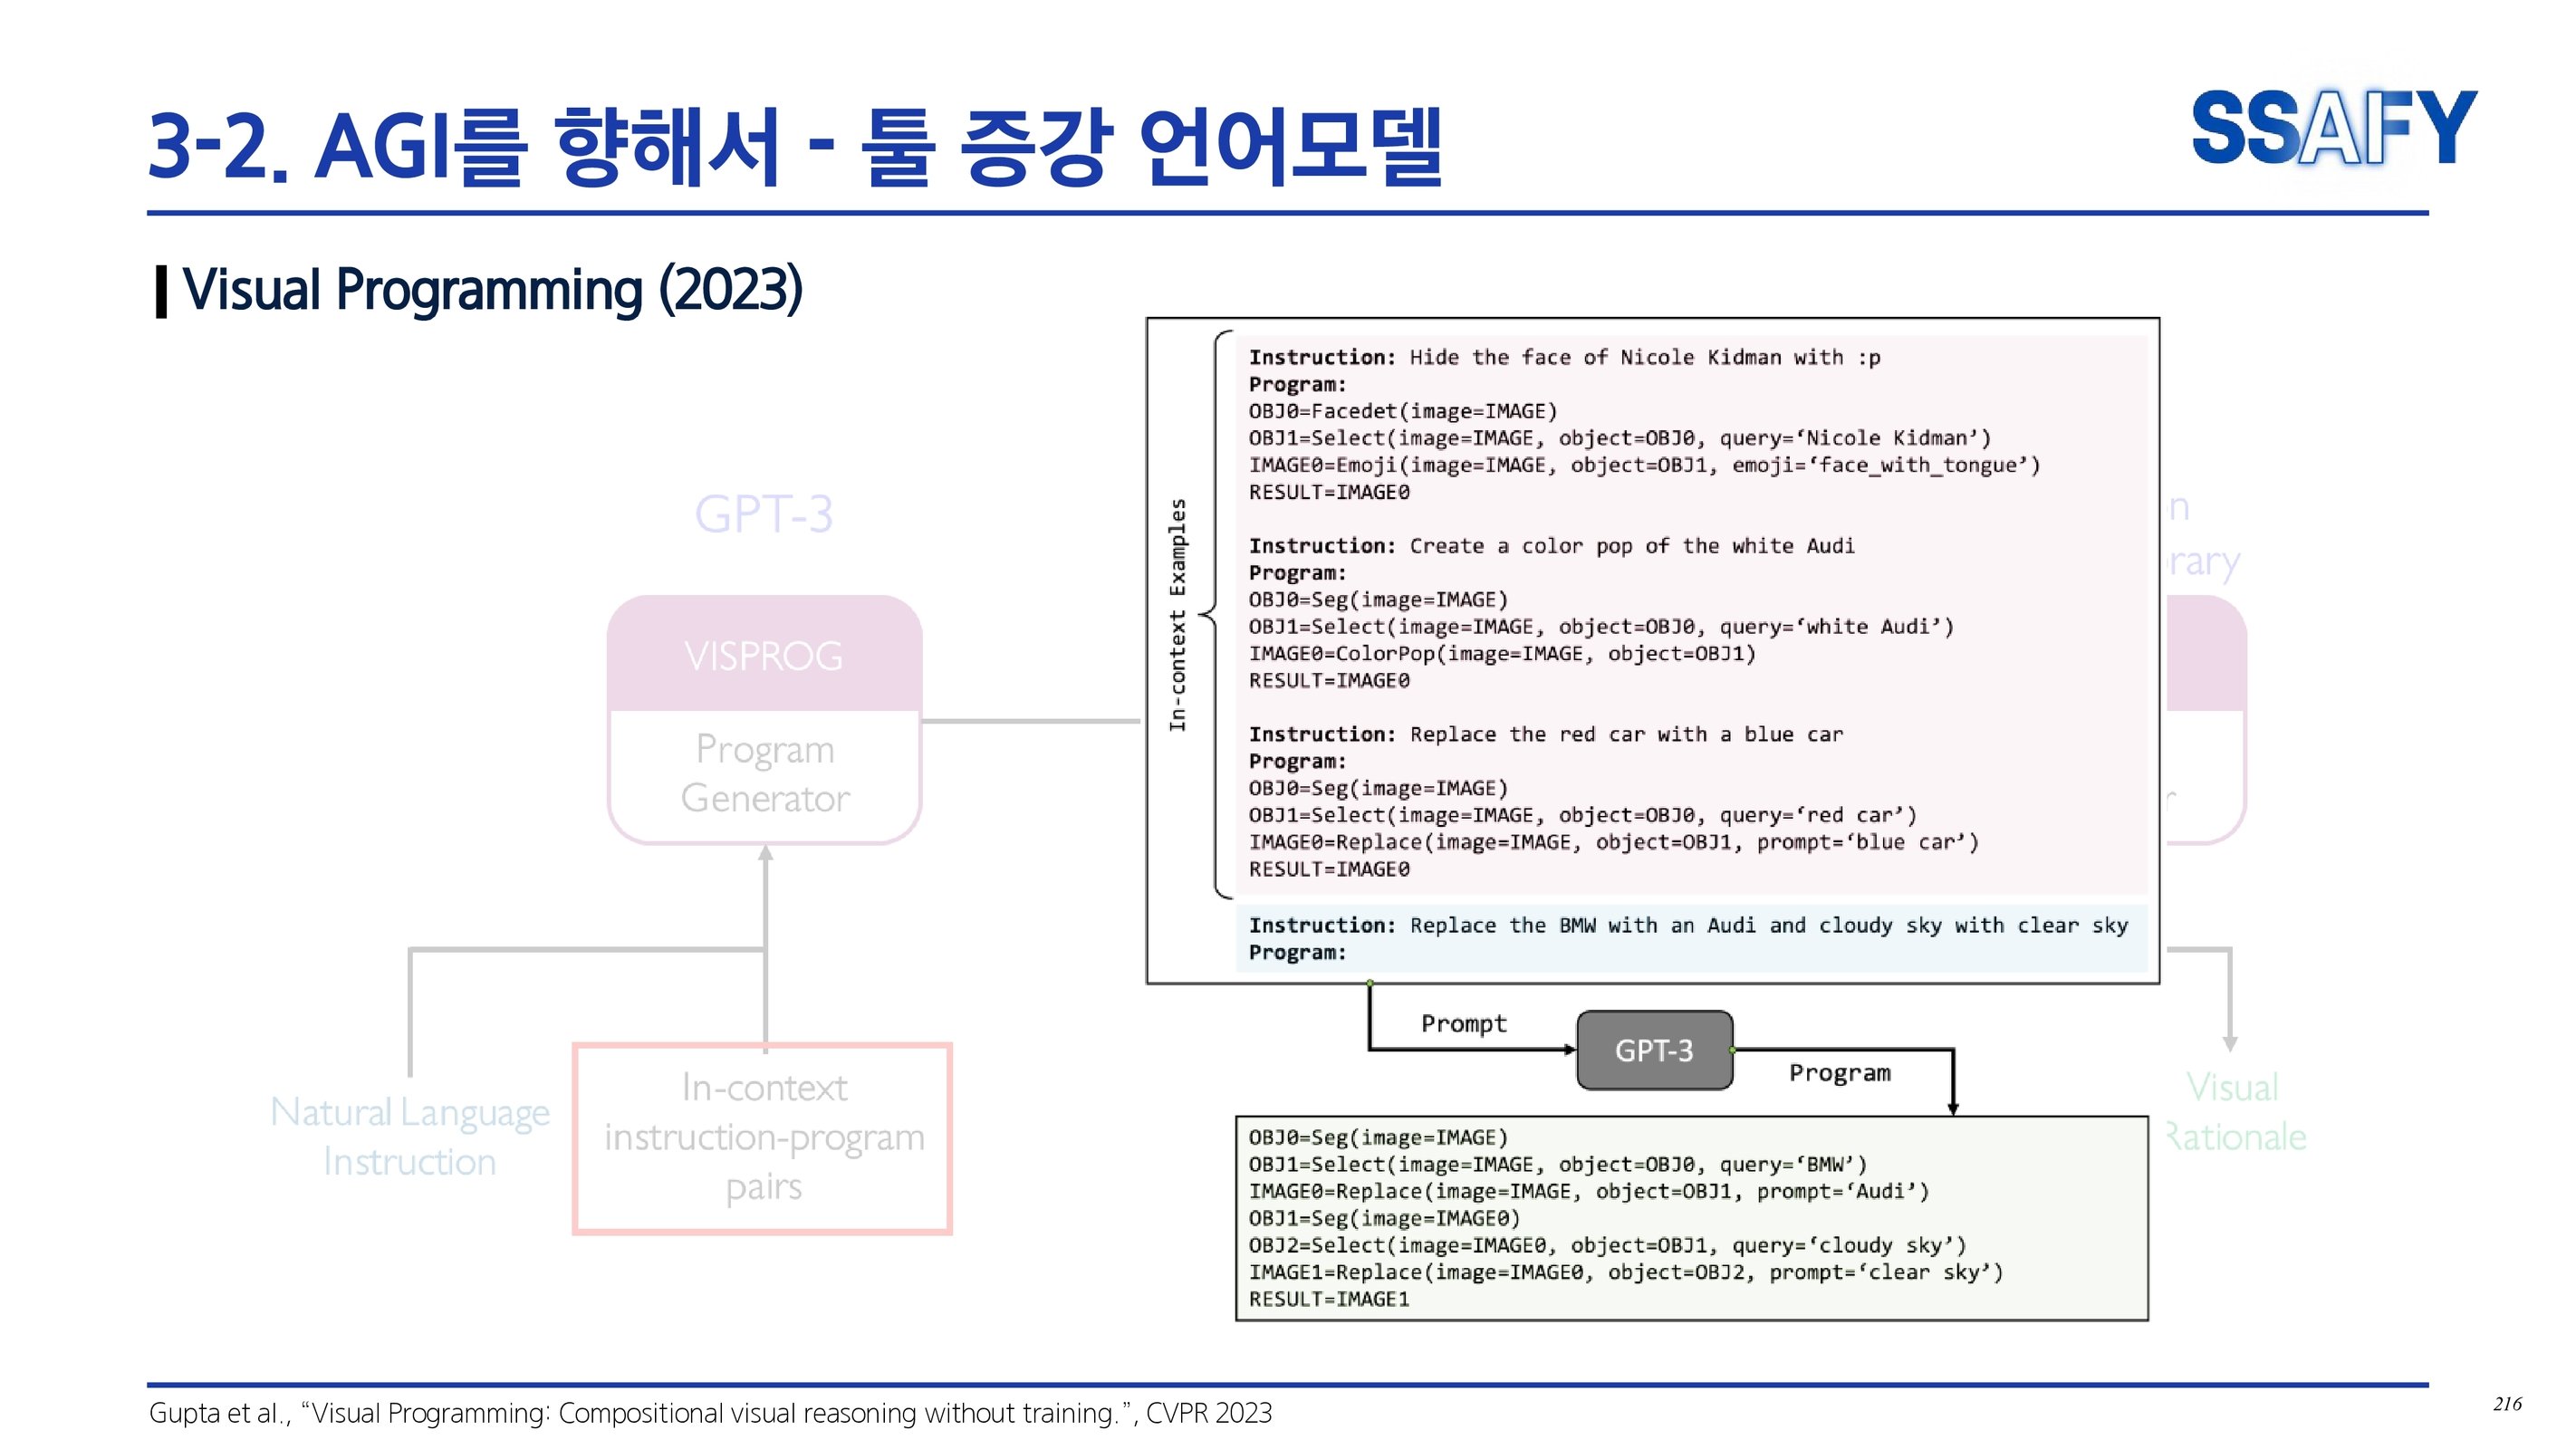 3-2. AGI를 향해서 - 툴 증강 언어모델
SSAFY
Visual Programming (2023)
GPT-3
VISPROG
Program
Generator
Natural Language
Instruction
In-context
instruction-program
pairs
In-context Examples
Instruction: Hide the face of Nicole Kidman with :p
Program:
OBJ0=Facedet(image=IMAGE)
OBJ1=Select(image=IMAGE, object=OBJ0, query=‘Nicole Kidman’)
IMAGE0=Emoji(image=IMAGE, object=OBJ1, emoji=‘face_with_tongue’)
RESULT=IMAGE0
Instruction: Create a color pop of the white Audi
Program:
OBJ0=Seg(image=IMAGE)
OBJ1=Select(image=IMAGE, object=OBJ0, query=‘white Audi’)
IMAGE0=ColorPop(image=IMAGE, object=OBJ1)
RESULT=IMAGE0
Instruction: Replace the red car with a blue car
Program:
OBJ0=Seg(image=IMAGE)
OBJ1=Select(image=IMAGE, object=OBJ0, query=‘red car’)
IMAGE0=Replace(image=IMAGE, object=OBJ1, prompt=‘blue car’)
RESULT=IMAGE0
Instruction: Replace the BMW with an Audi and cloudy sky with clear sky
Program:
Prompt
GPT-3
Program
OBJ0=Seg(image=IMAGE)
OBJ1=Select(image=IMAGE, object=OBJ0, query=‘BMW’)
IMAGE0=Replace(image=IMAGE, object=OBJ1, prompt=‘Audi’)
OBJ1=Seg(image=IMAGE0)
OBJ2=Select(image=IMAGE0, object=OBJ1, query=‘cloudy sky’)
IMAGE1=Replace(image=IMAGE0, object=OBJ2, prompt=‘clear sky’)
RESULT=IMAGE1
Visual
Rationale
Gupta et al., “Visual Programming: Compositional visual reasoning without training.”, CVPR 2023
216